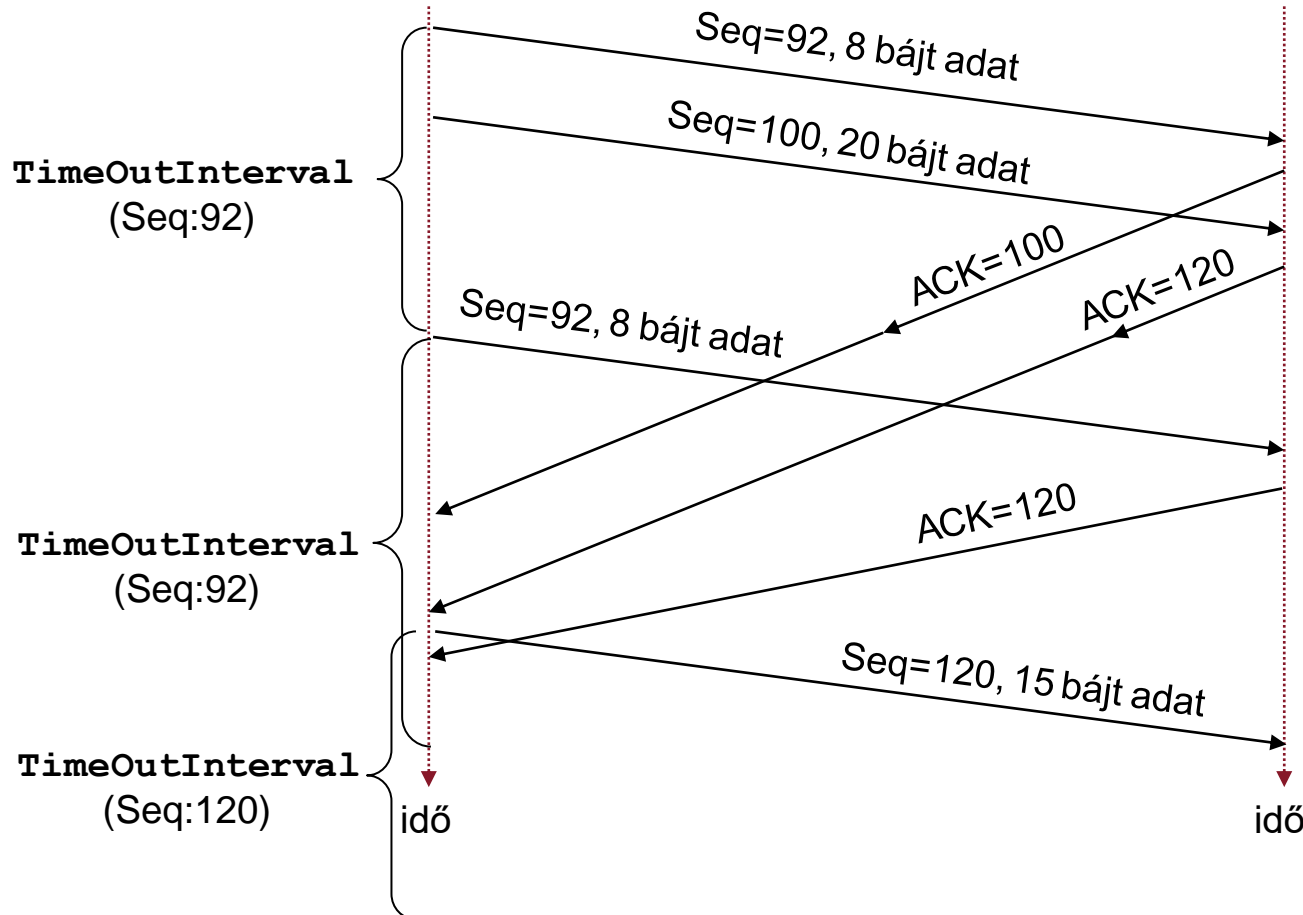 Seq=92, 8 bájt adat
Seq=100, 20 bájt adat
TimeOutInterval
(Seq:92)
ACK=100
ACK=120
Seq=92, 8 bájt adat
ACK=120
TimeOutInterval
(Seq:92)
Seq=120, 15 bájt adat
TimeOutInterval
(Seq:120)
idő
idő